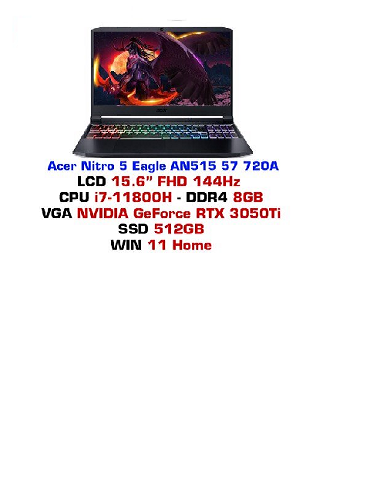 Acer Nitro 5 Eagle AN515 57 720A
LCD 15.6” FHD 144Hz
CPU i7-11800H - DDR4 8GB
VGA NVIDIA GeForce RTX 3050Ti
SSD 512GB
WIN 11 Home